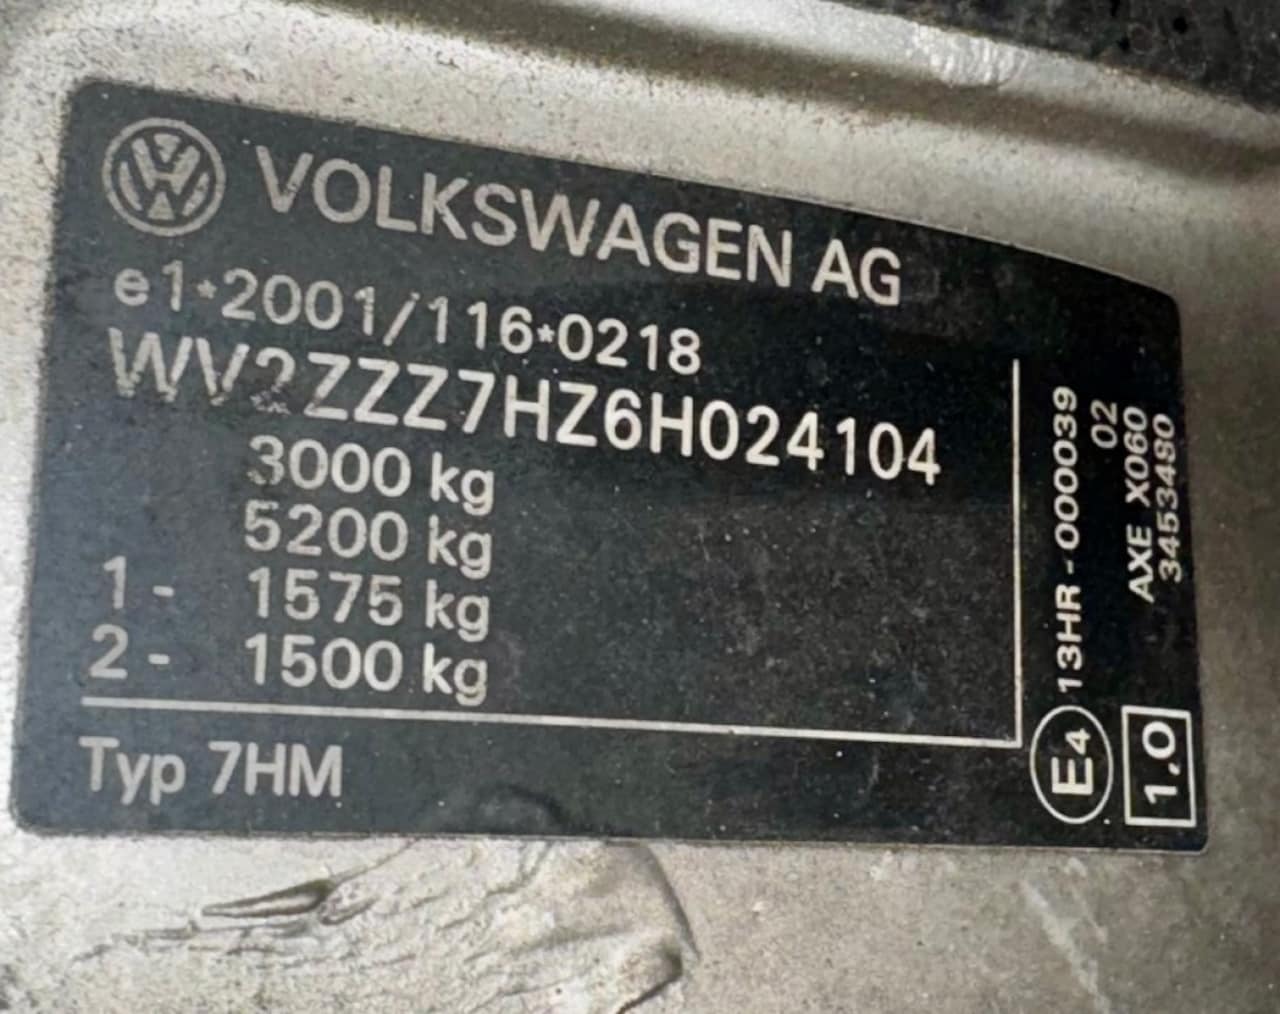 VOLKSWAGEN AG
e1*2001/116*0218
WV2ZZZ7HZ6H024104
3000 kg
5200 kg
1 - 1575 kg
2 - 1500 kg
Typ 7HM
E4 13HR - 000039
02
AXE X060
3453480
1.0